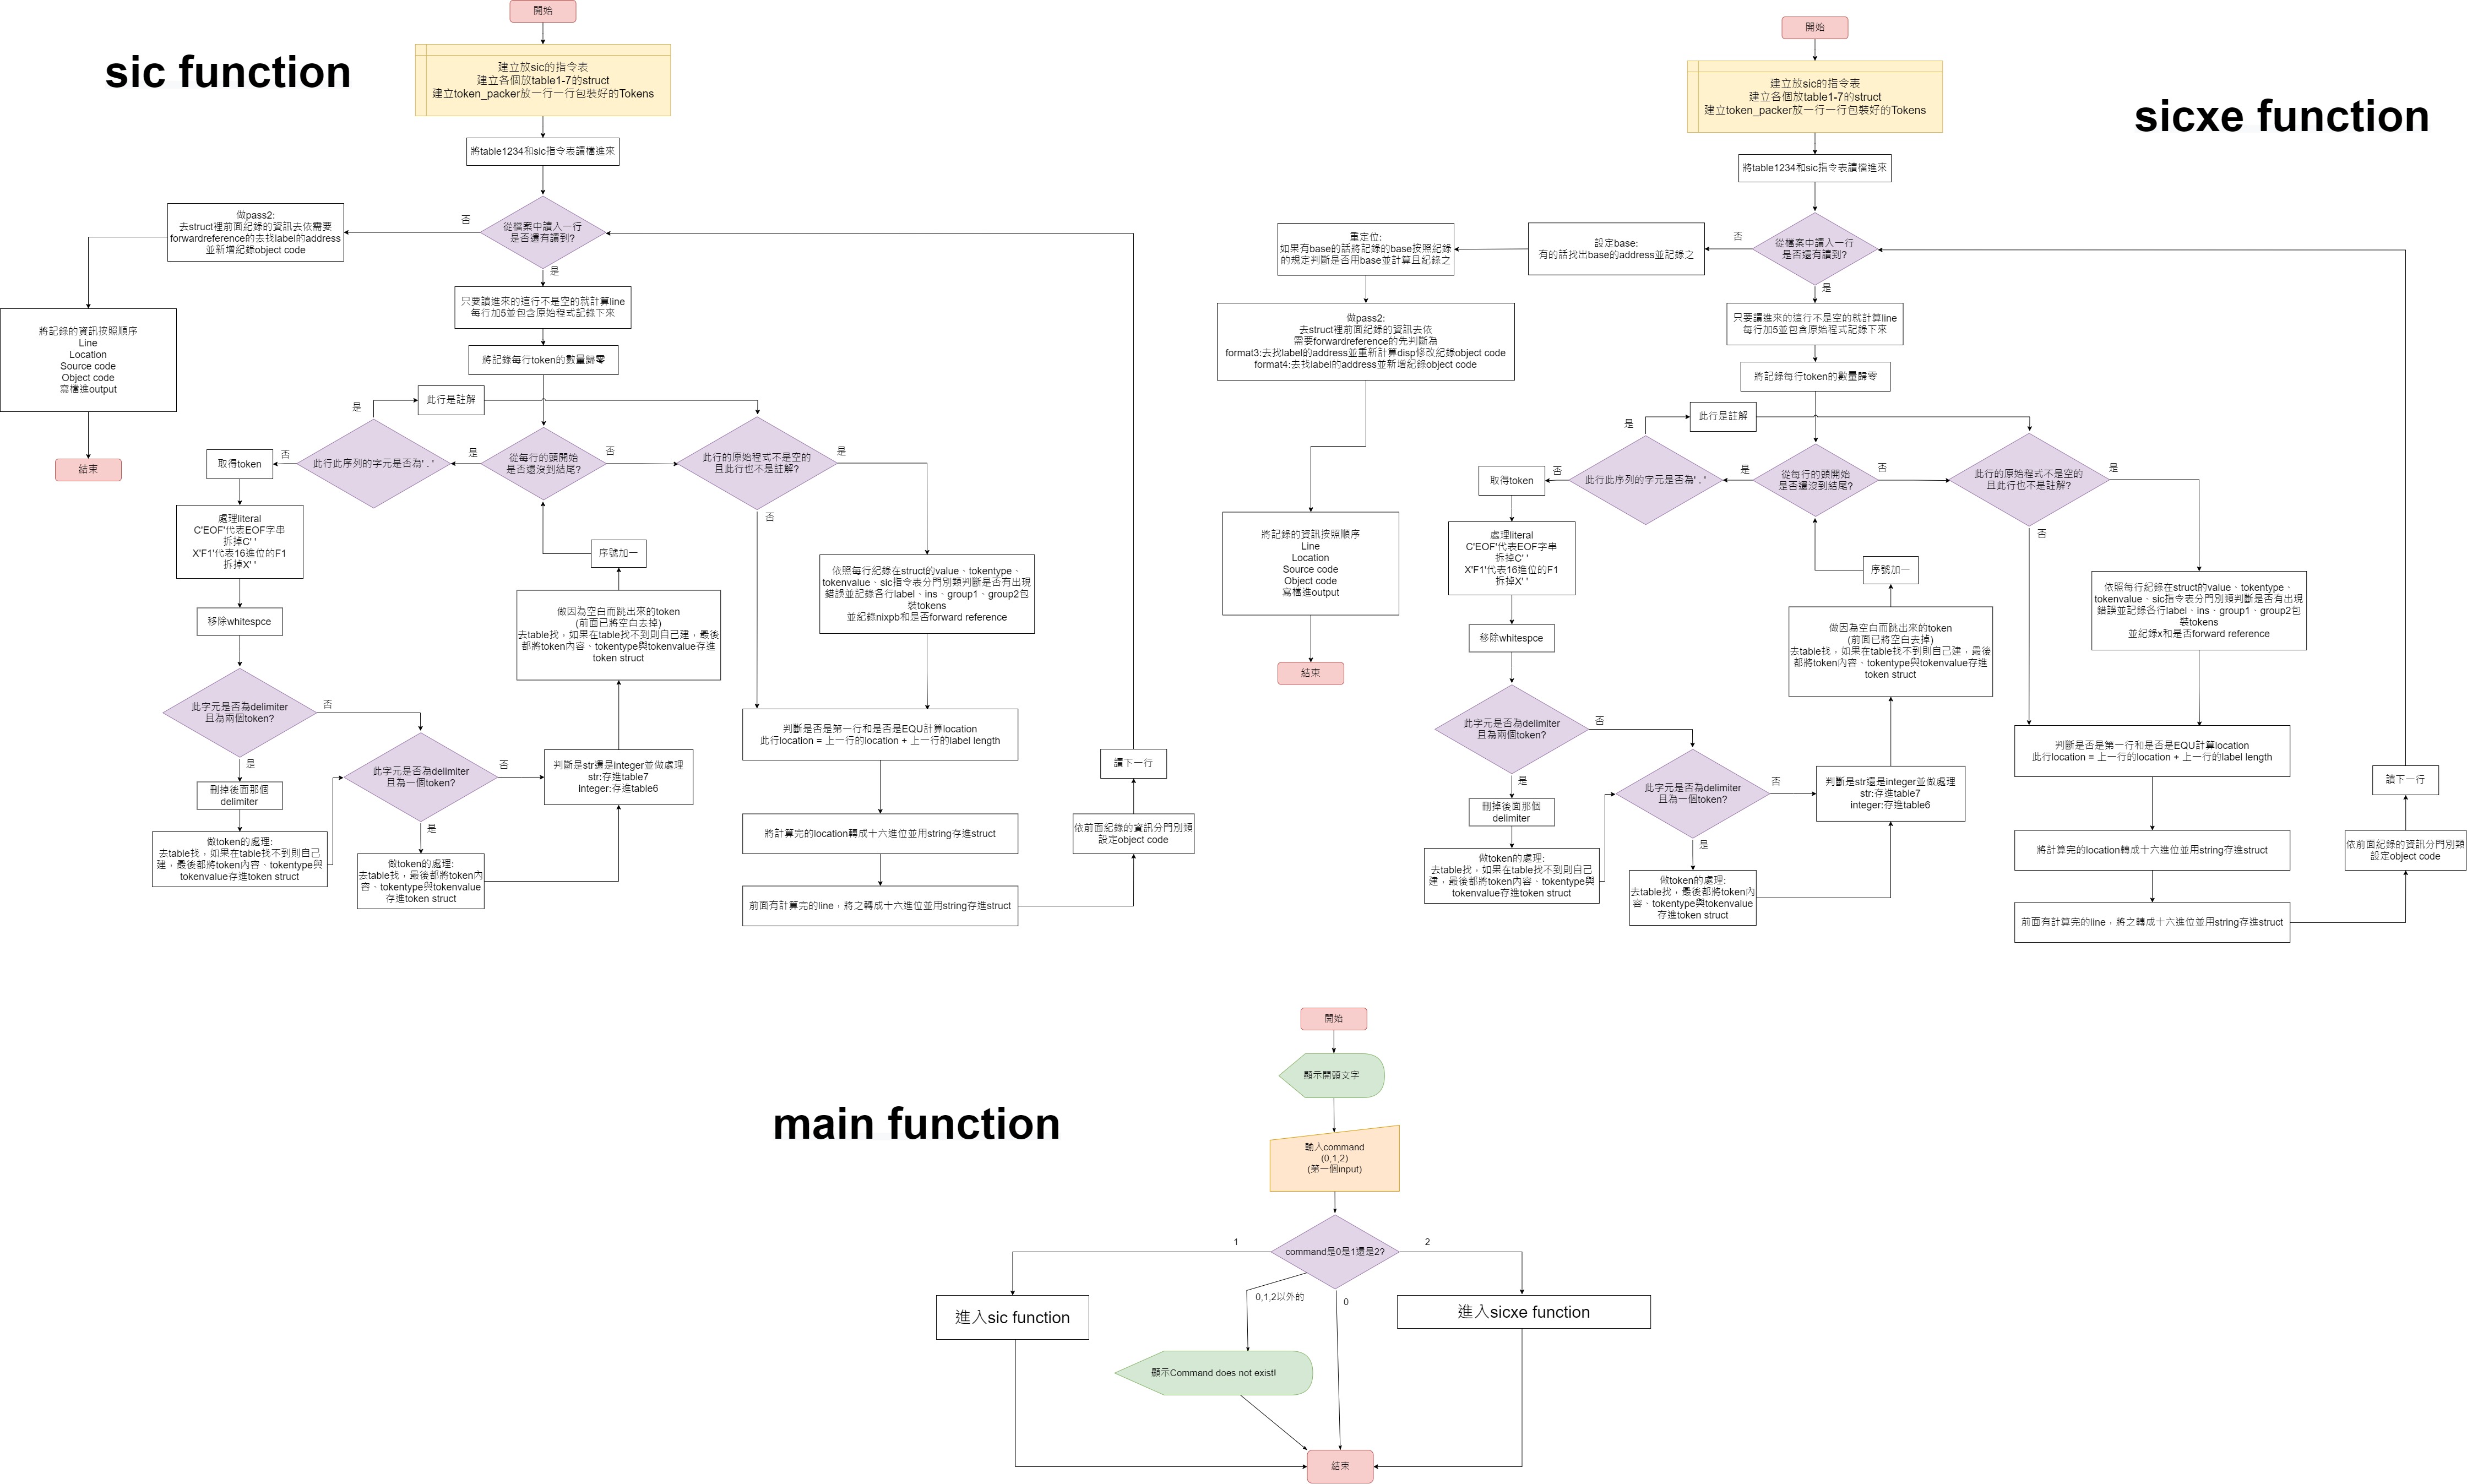 sic function
開始
建立放sic的指令表
建立各個放table1-7的struct
建立token_packer放一行一行包裝好的Tokens
將table1234和sic指令表讀檔進來
從檔案中讀入一行
是否還有讀到?
否
做pass2:
去struct裡前面紀錄的資訊去依需要
forwardreference的去找label的address
並新增紀錄object code
將記錄的資訊按照順序
Line
Location
Source code
Object code
寫檔進output
結束
是
只要讀進來的這行不是空的就計算line
每行加5並包含原始程式記錄下來
將記錄每行token的數量歸零
從每行的頭開始
是否還沒到結尾?
是
此行此序列的字元是否為' . '
是
此行是註解
否
取得token
處理literal
C'EOF'代表EOF字串
拆掉C' '
X'F1'代表16進位的F1
拆掉X' '
移除whitespce
此字元是否為delimiter
且為兩個token?
是
刪掉後面那個
delimiter
做token的處理:
去table找，如果在table找不到則自己
建，最後都將token內容、tokentype與
tokenvalue存進token struct
否
此字元是否為delimiter
且為一個token?
是
做token的處理:
去table找，最後都將token內
容、tokentype與tokenvalue
存進token struct
否
判斷是str還是integer並做處理
str:存進table7
integer:存進table6
做因為空白而跳出來的token
(前面已將空白去掉)
去table找，如果在table找不到則自己建，最後
都將token內容、tokentype與tokenvalue存進
token struct
序號加一
否
此行的原始程式不是空的
且此行也不是註解?
是
依照每行紀錄在struct的value、tokentype、
tokenvalue、sic指令表分門別類判斷是否有出現
錯誤並記錄各行label、ins、group1、group2包
裝tokens
並紀錄nixpb和是否forward reference
否
判斷是否是第一行和是否是EQU計算location
此行location = 上一行的location + 上一行的label length
將計算完的location轉成十六進位並用string存進struct
前面有計算完的line，將之轉成十六進位並用string存進struct
依前面紀錄的資訊分門別類
設定object code
讀下一行
sicxe function
開始
建立放sic的指令表
建立各個放table1-7的struct
建立token_packer放一行一行包裝好的Tokens
將table1234和sic指令表讀檔進來
從檔案中讀入一行
是否還有讀到?
否
設定base:
有的話找出base的address並記錄之
重定位:
如果有base的話將記錄的base按照紀錄
的規定判斷是否用base並計算且紀錄之
做pass2:
去struct裡前面紀錄的資訊去依
需要forwardreference的先判斷為
format3:去找label的address並重新計算disp修改紀錄object code
format4:去找label的address並新增紀錄object code
將記錄的資訊按照順序
Line
Location
Source code
Object code
寫檔進output
結束
是
只要讀進來的這行不是空的就計算line
每行加5並包含原始程式記錄下來
將記錄每行token的數量歸零
從每行的頭開始
是否還沒到結尾?
是
此行此序列的字元是否為' . '
是
此行是註解
否
取得token
處理literal
C'EOF'代表EOF字串
拆掉C' '
X'F1'代表16進位的F1
拆掉X' '
移除whitespce
此字元是否為delimiter
且為兩個token?
是
刪掉後面那個
delimiter
做token的處理:
去table找，如果在table找不到則自己
建，最後都將token內容、tokentype與
tokenvalue存進token struct
否
此字元是否為delimiter
且為一個token?
是
做token的處理:
去table找，最後都將token內
容、tokentype與tokenvalue
存進token struct
否
判斷是str還是integer並做處理
str:存進table7
integer:存進table6
做因為空白而跳出來的token
(前面已將空白去掉)
去table找，如果在table找不到則自己建，最後
都將token內容、tokentype與tokenvalue存進
token struct
序號加一
否
此行的原始程式不是空的
且此行也不是註解?
是
依照每行紀錄在struct的value、tokentype、
tokenvalue、sic指令表分門別類判斷是否有出現
錯誤並記錄各行label、ins、group1、group2包
裝tokens
並紀錄x和是否forward reference
否
判斷是否是第一行和是否是EQU計算location
此行location = 上一行的location + 上一行的label length
將計算完的location轉成十六進位並用string存進struct
前面有計算完的line，將之轉成十六進位並用string存進struct
依前面紀錄的資訊分門別類
設定object code
讀下一行
main function
開始
顯示開頭文字
輸入command
(0,1,2)
(第一個input)
command是0是1還是2?
1
2
0,1,2以外的
0
進入sic function
進入sicxe function
顯示Command does not exist!
結束